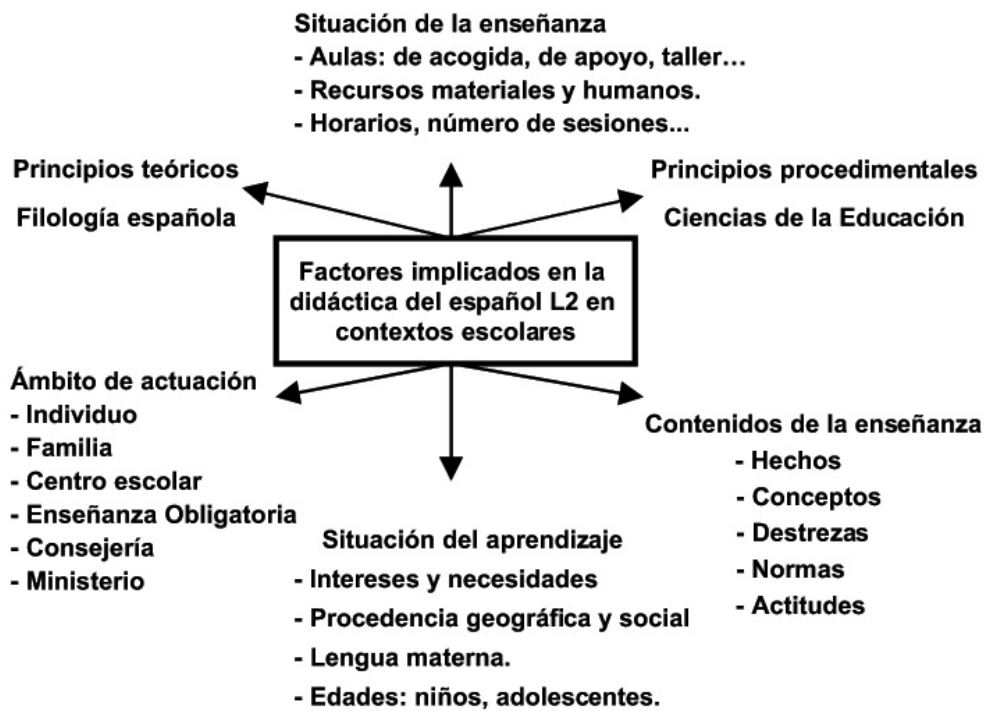 Situación de la enseñanza
- Aulas: de acogida, de apoyo, taller...
- Recursos materiales y humanos.
- Horarios, número de sesiones...
Principios teóricos
Filología española
Principios procedimentales
Ciencias de la Educación
Factores implicados en la
didáctica del español L2 en
contextos escolares
Ámbito de actuación
- Individuo
- Familia
- Centro escolar
- Enseñanza Obligatoria
- Consejería
- Ministerio
Situación del aprendizaje
- Intereses y necesidades
- Procedencia geográfica y social
- Lengua materna.
- Edades: niños, adolescentes.
Contenidos de la enseñanza
- Hechos
- Conceptos
- Destrezas
- Normas
- Actitudes